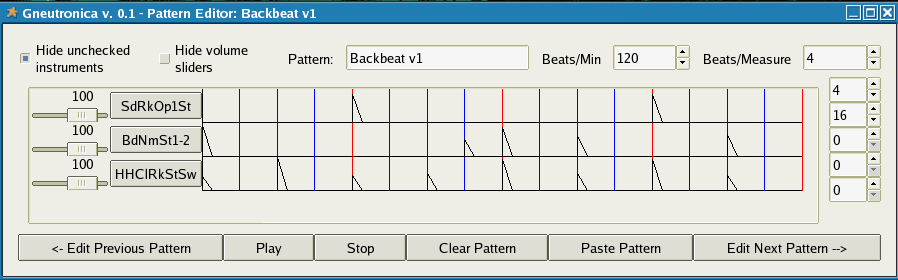 Gneutronica v. 0.1 - Pattern Editor: Backbeat v1
Hide unchecked
instruments
Hide volume
sliders
Pattern: Backbeat v1
Beats/Min 120
Beats/Measure 4
100
SdRkOp1St
4
16
100
BdNmSt1-2
0
100
HHClRkStSw
0
<- Edit Previous Pattern
Play
Stop
Clear Pattern
Paste Pattern
Edit Next Pattern -->